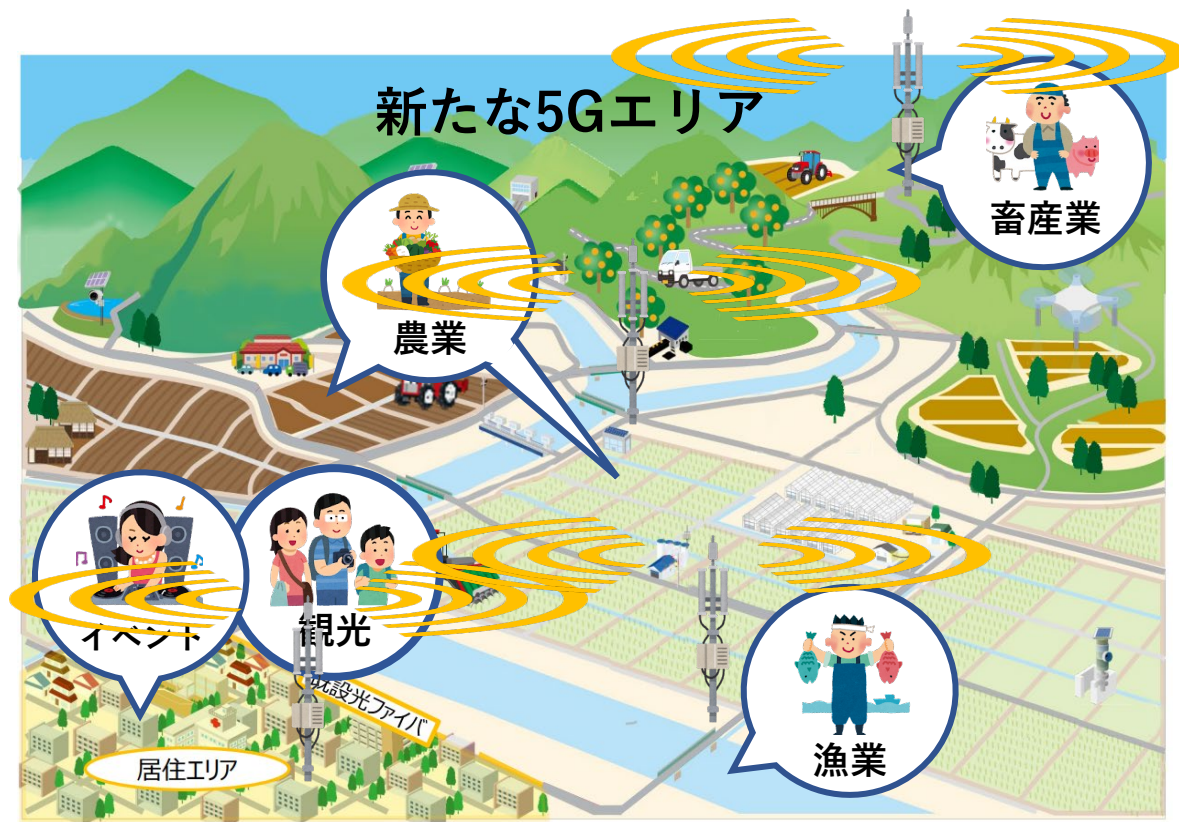 新たな5Gエリア
畜産業
農業
イベント
観光
既設光ファイバ
漁業
居住エリア